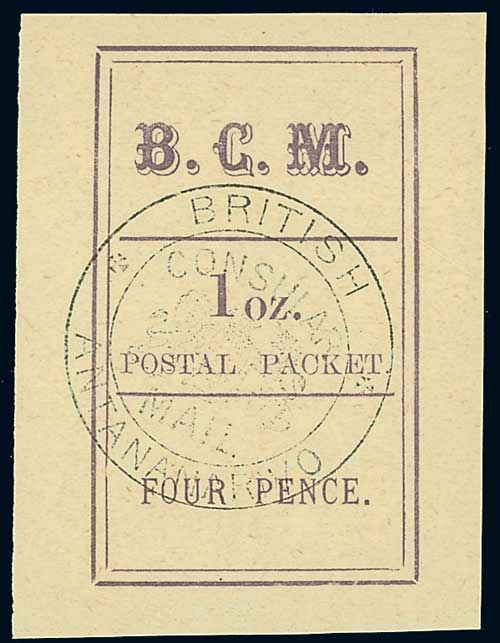 B. C. M.
BRITISH
CONSULAR
1 oz.
POSTAL PACKET.
MAIL
ANTANANARIVO
FOUR PENCE.